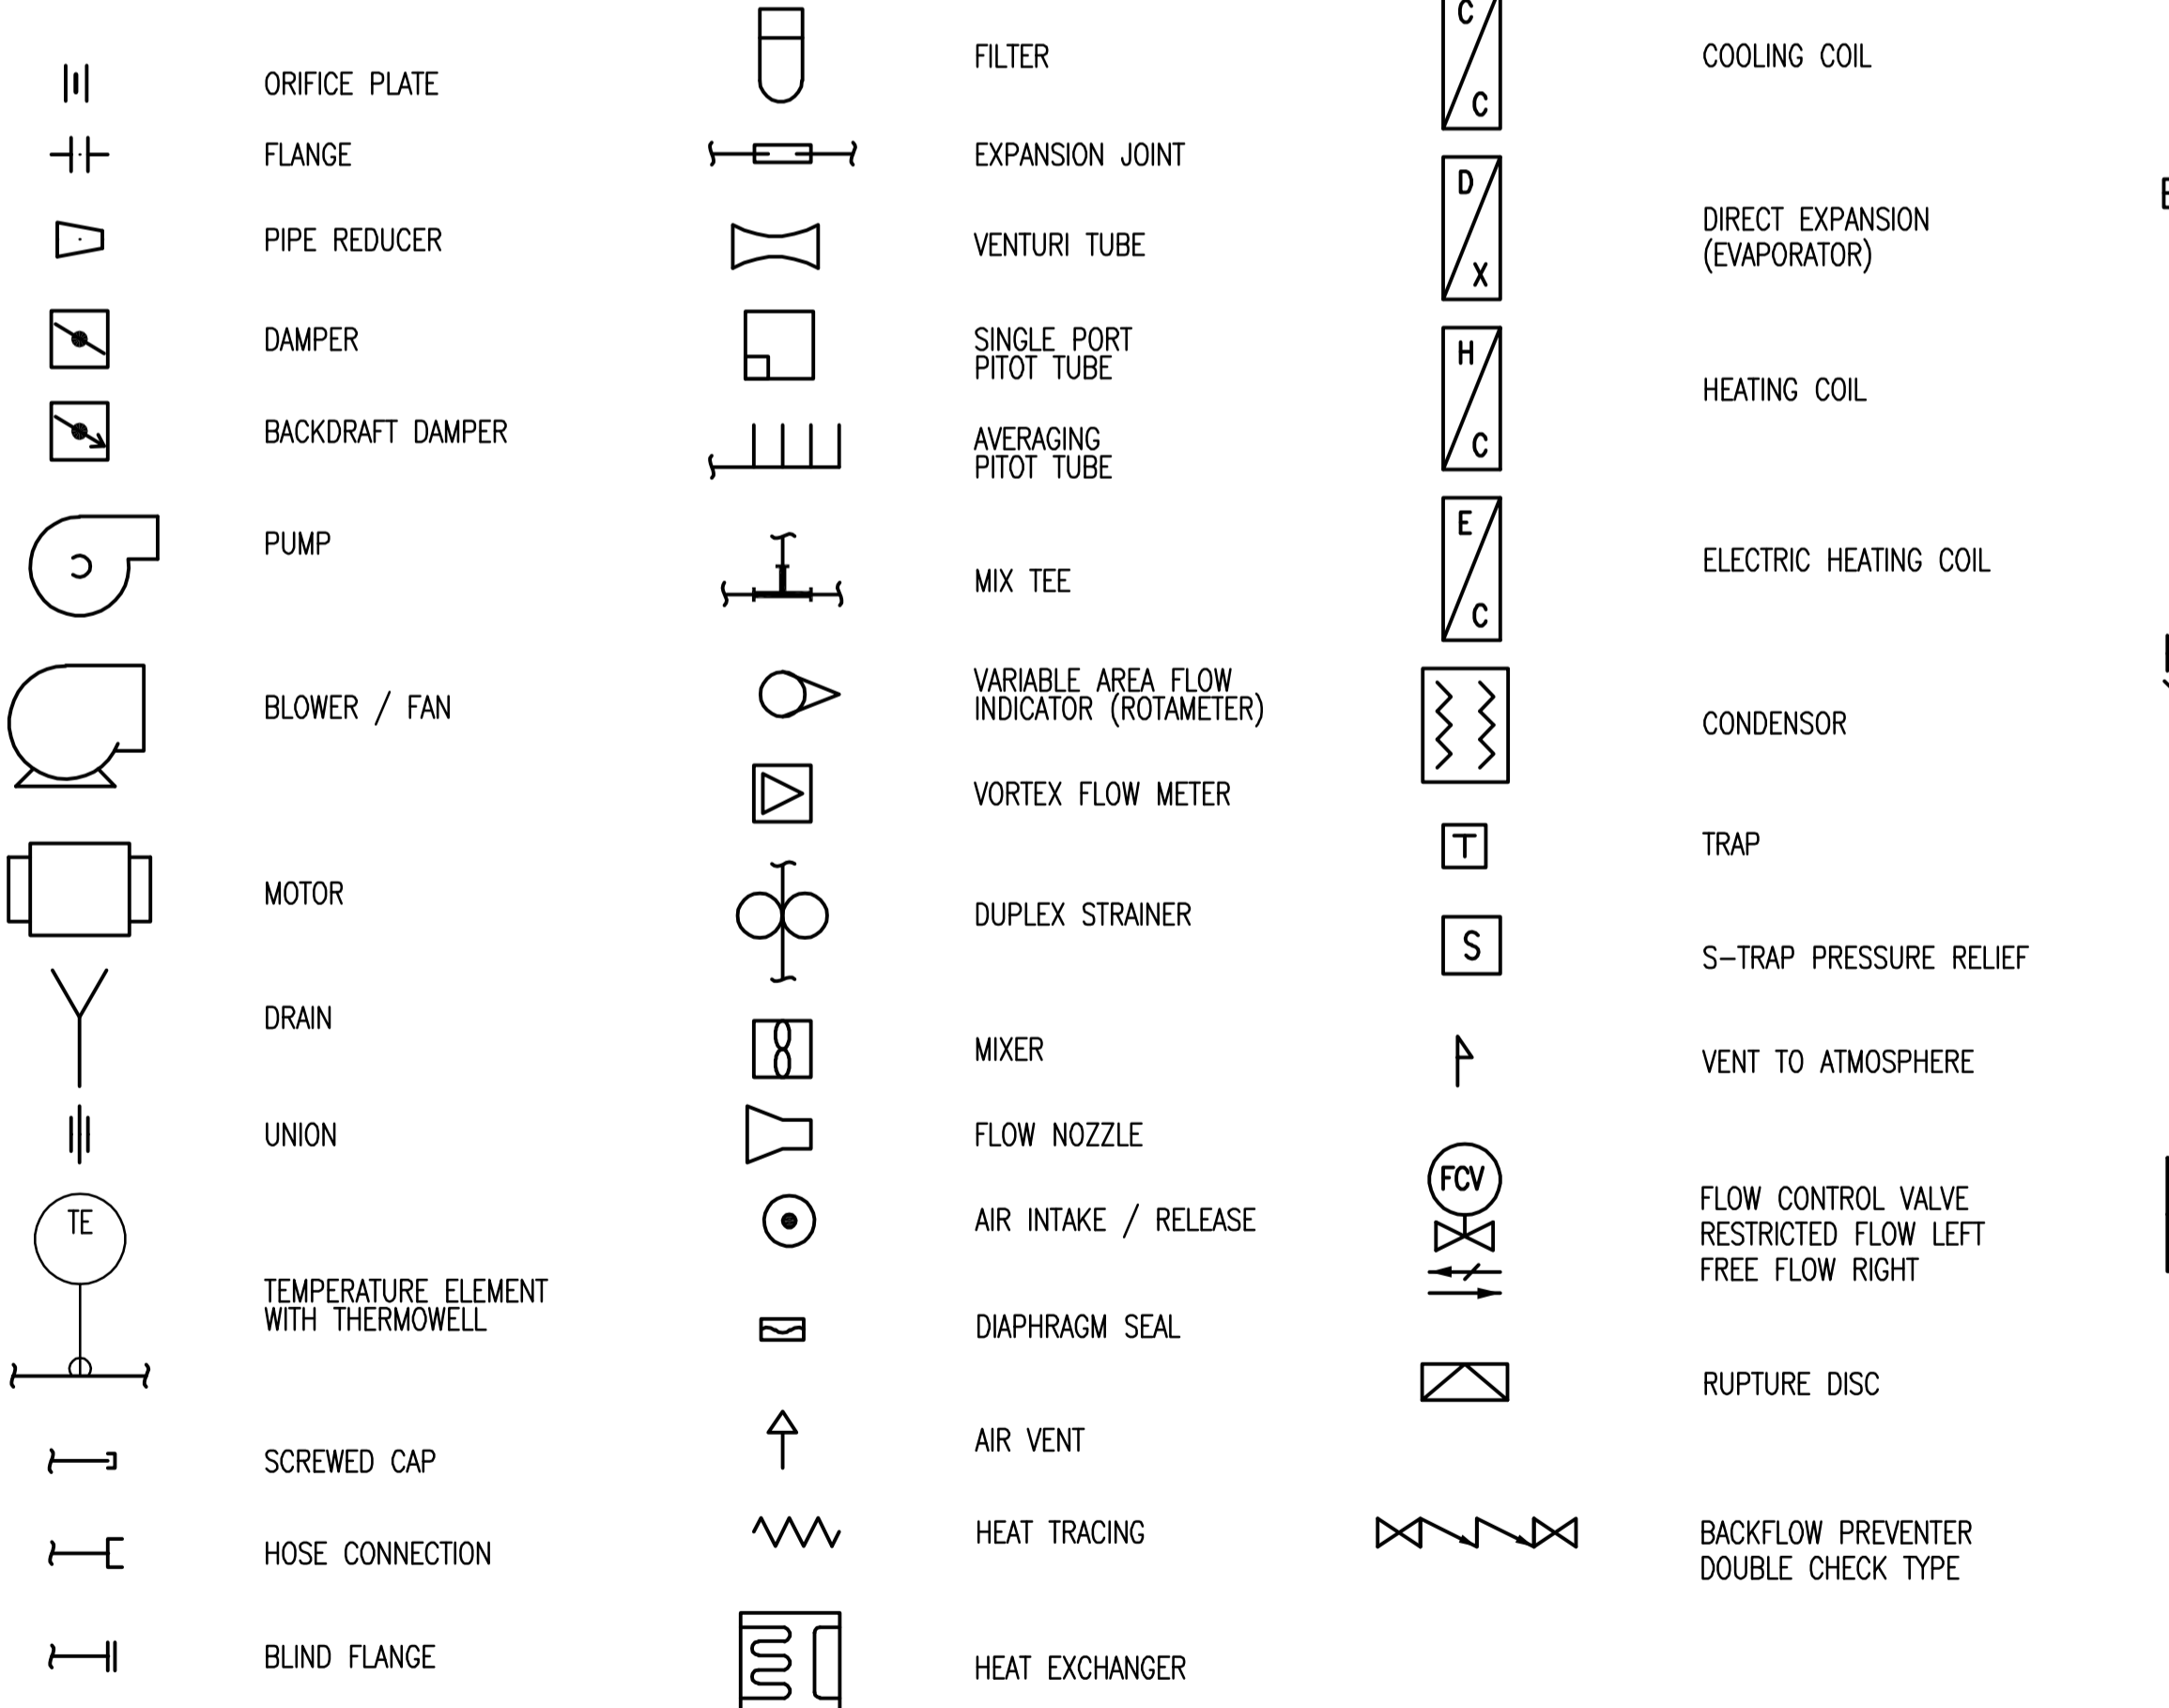 ORIFICE PLATE
FLANGE
PIPE REDUCER
DAMPER
BACKDRAFT DAMPER
PUMP
BLOWER / FAN
MOTOR
DRAIN
UNION
TE
TEMPERATURE ELEMENT
WITH THERMOWELL
SCREWED CAP
HOSE CONNECTION
BLIND FLANGE
FILTER
EXPANSION JOINT
VENTURI TUBE
SINGLE PORT
PITOT TUBE
AVERAGING
PITOT TUBE
MIX TEE
VARIABLE AREA FLOW
INDICATOR (ROTAMETER)
VORTEX FLOW METER
DUPLEX STRAINER
MIXER
FLOW NOZZLE
AIR INTAKE / RELEASE
DIAPHRAGM SEAL
AIR VENT
HEAT TRACING
HEAT EXCHANGER
C
C
COOLING COIL
D
X
DIRECT EXPANSION
(EVAPORATOR)
H
C
HEATING COIL
E
C
ELECTRIC HEATING COIL
CONDENSOR
T
TRAP
S
S-TRAP PRESSURE RELIEF
VENT TO ATMOSPHERE
FCV
FLOW CONTROL VALVE
RESTRICTED FLOW LEFT
FREE FLOW RIGHT
RUPTURE DISC
BACKFLOW PREVENTER
DOUBLE CHECK TYPE